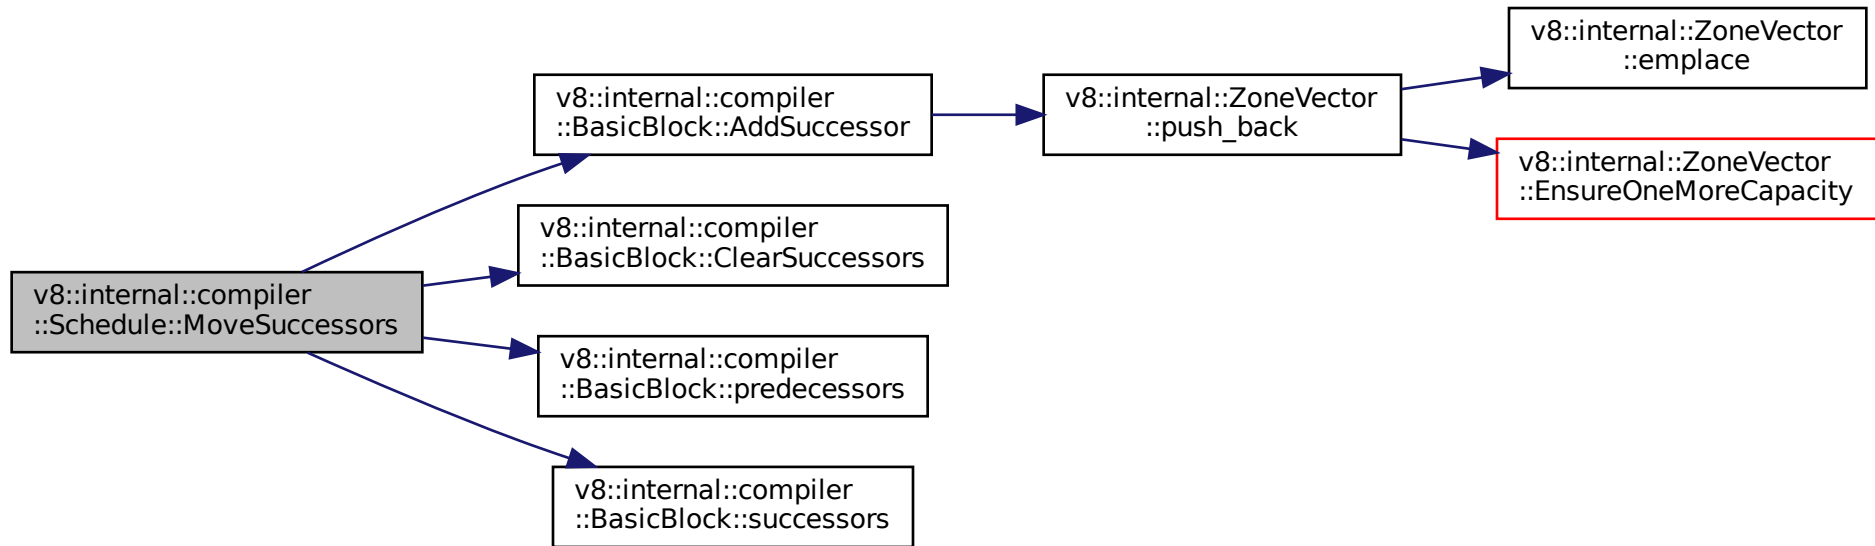 v8::internal::compiler
::Schedule::MoveSuccessors
v8::internal::compiler
::BasicBlock::AddSuccessor
v8::internal::ZoneVector
::push_back
v8::internal::ZoneVector
::emplace
v8::internal::ZoneVector
::EnsureOneMoreCapacity
v8::internal::compiler
::BasicBlock::ClearSuccessors
v8::internal::compiler
::BasicBlock::predecessors
v8::internal::compiler
::BasicBlock::successors